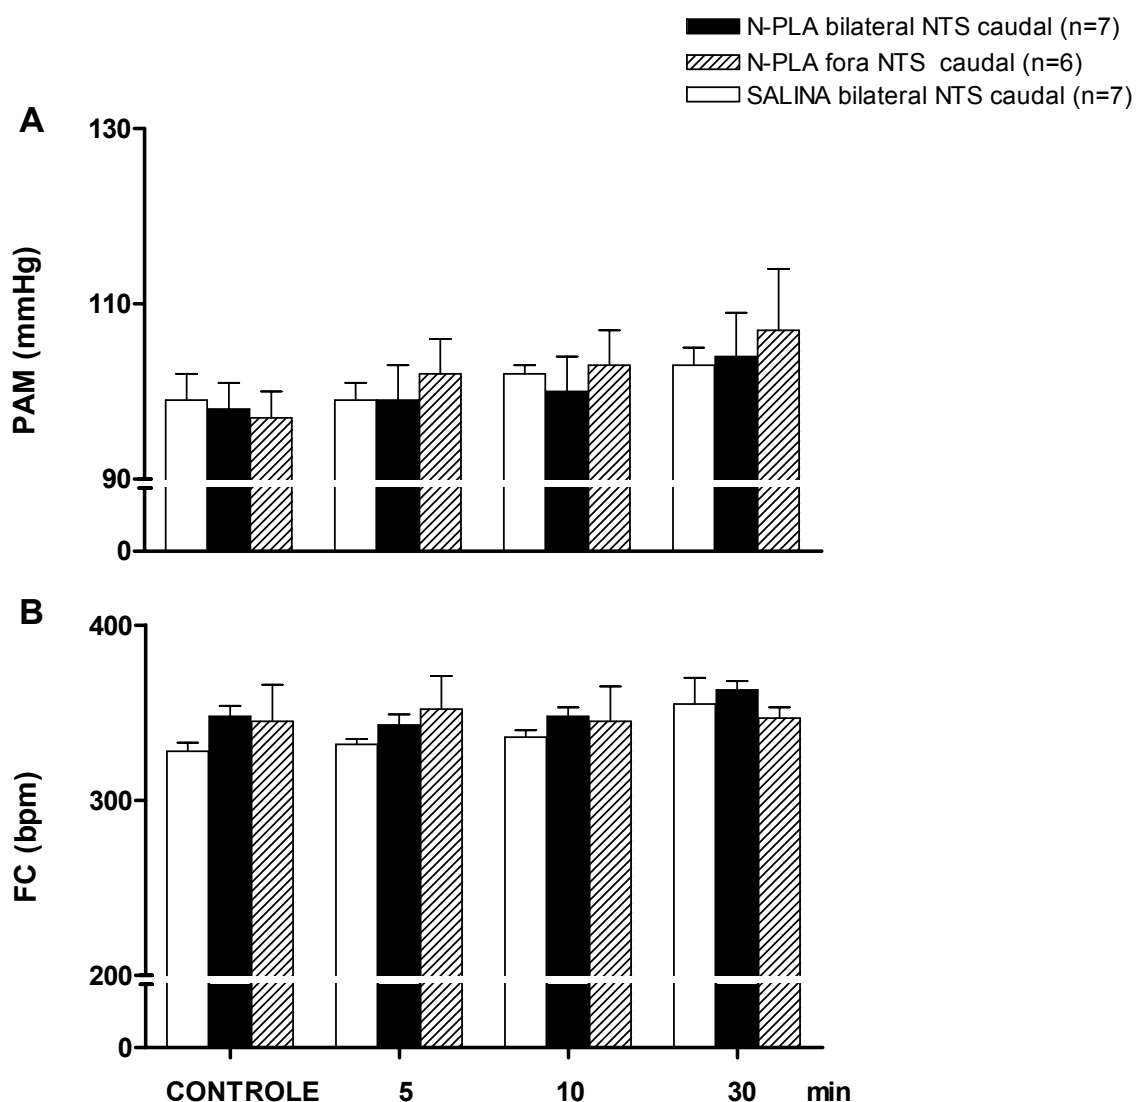 N-PLA bilateral NTS caudal (n=7)
N-PLA fora NTS caudal (n=6)
SALINA bilateral NTS caudal (n=7)
A
130
110
90
0
PAM (mmHg)
B
400
300
200
0
FC (bpm)
CONTROLE 5 10 30 min